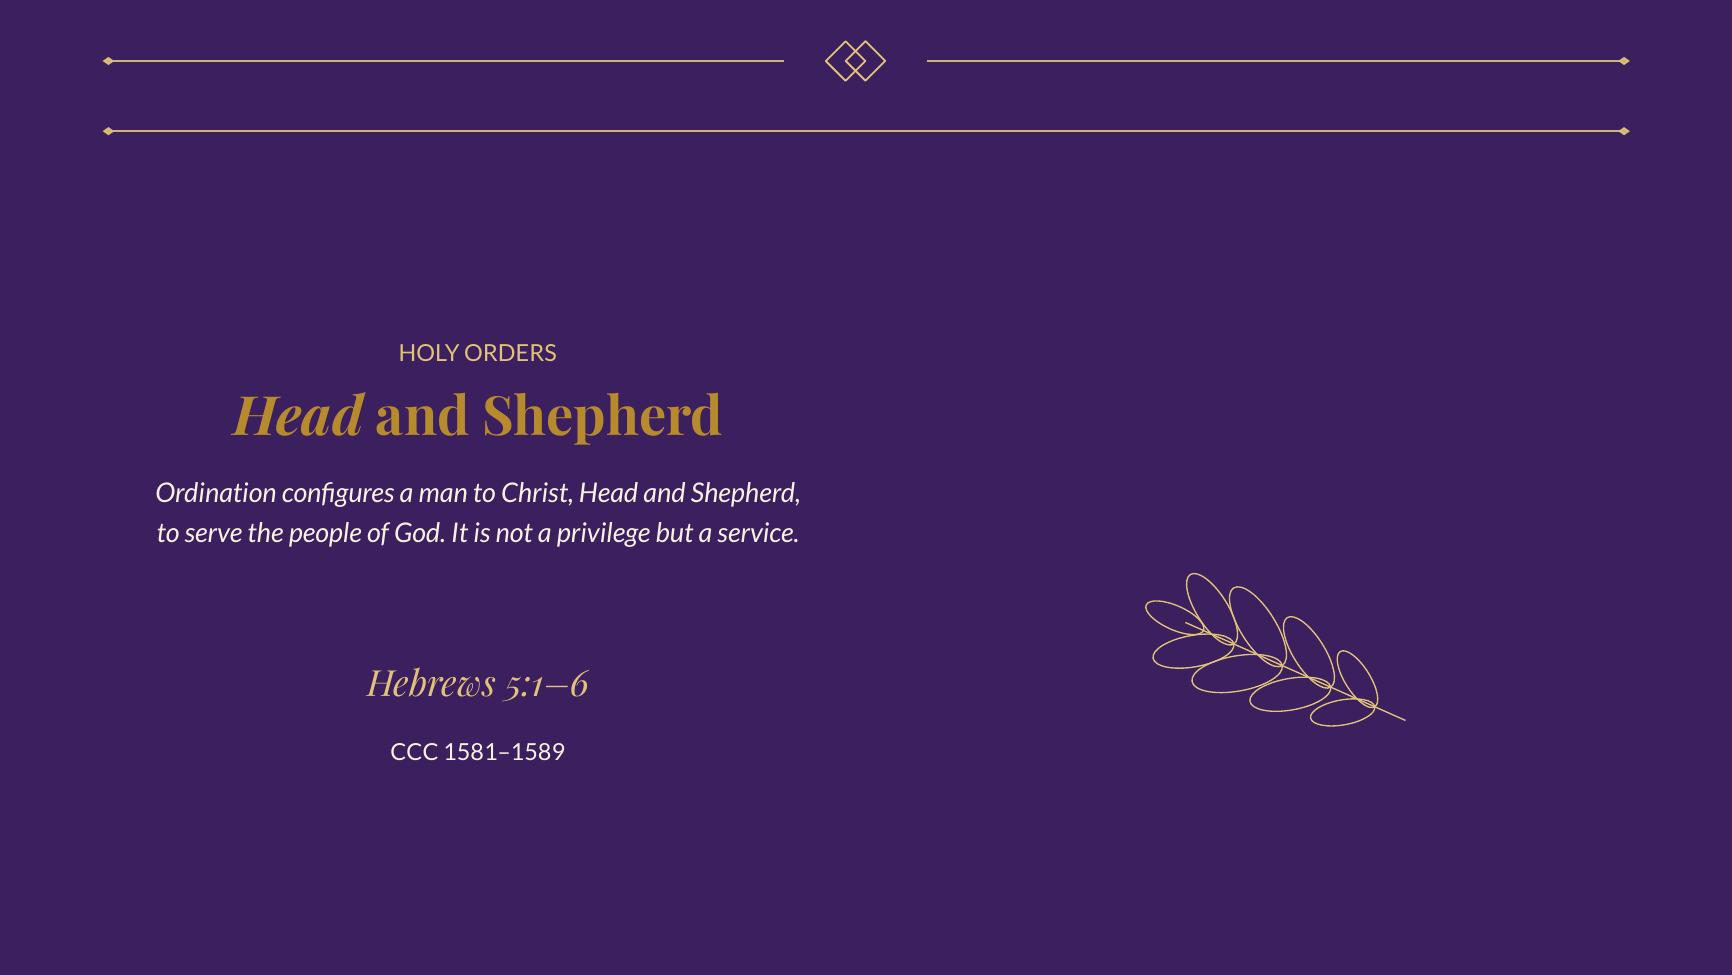 HOLY ORDERS
Head and Shepherd
Ordination configures a man to Christ, Head and Shepherd,
to serve the people of God. It is not a privilege but a service.
Hebrews 5:1–6
CCC 1581–1589